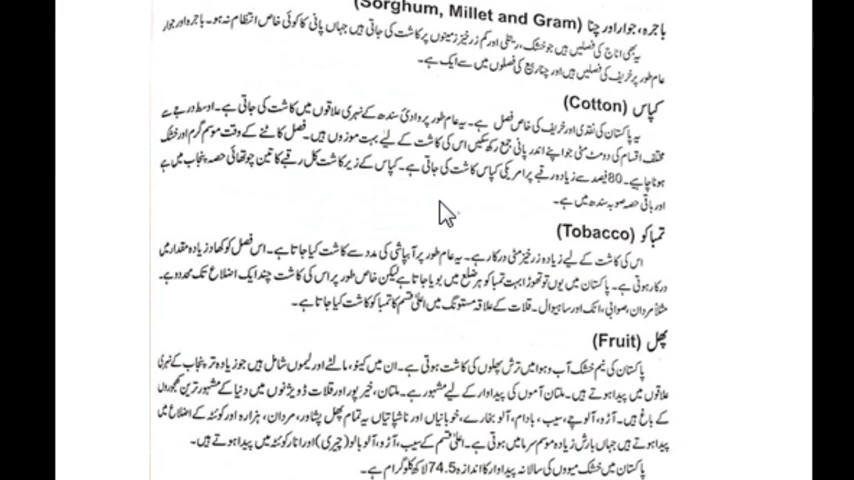 باجرہ، جوار اور چنا (Sorghum, Millet and Gram)
یہ بھی اناج کی فصلیں ہیں جو خشک، ریتلی اور کم زرخیز زمینوں پر کاشت کی جاتی ہیں جہاں پانی کا کوئی خاص انتظام نہ ہو۔ باجرہ اور جوار
عام طور پر خریف کی فصلیں ہیں اور چنا ربیع کی فصلوں میں سے ایک ہے۔
کپاس (Cotton)
یہ پاکستان کی نقدی اور خریف کی خاص فصل ہے۔ یہ عام طور پر وادیٔ سندھ کے نہری علاقوں میں کاشت کی جاتی ہے۔ اوسط درجے سے
مختلف اقسام کی دومٹ مٹی جو اپنے اندر پانی جمع رکھ سکیں اس کی کاشت کے لیے بہت موزوں ہیں۔ فصل کاٹنے کے وقت موسم گرم اور خشک
ہونا چاہیے۔ 80 فیصد سے زیادہ رقبے پر امریکی کپاس کاشت کی جاتی ہے۔ کپاس کے زیر کاشت کل رقبے کا تین چوتھائی حصہ پنجاب میں ہے
اور باقی حصہ صوبہ سندھ میں ہے۔
تمباکو (Tobacco)
اس کی کاشت کے لیے زیادہ زرخیز مٹی درکار ہے۔ یہ عام طور پر آبپاشی کی مدد سے کاشت کیا جاتا ہے۔ اس فصل کو کھاد زیادہ مقدار میں
درکار ہوتی ہے۔ پاکستان میں یوں تو تھوڑا بہت تمباکو ہر ضلع میں بویا جاتا ہے لیکن خاص طور پر اس کی کاشت چند ایک اضلاع تک محدود ہے۔
مثلاً مردان، صوابی، اٹک اور ساہیوال۔ قلات کے علاقہ مستونگ میں اعلیٰ قسم کا تمباکو کاشت کیا جاتا ہے۔
پھل (Fruit)
پاکستان کی نیم خشک آب و ہوا میں ترش پھلوں کی کاشت ہوتی ہے۔ ان میں کینو، مالٹے اور لیموں شامل ہیں جو زیادہ تر پنجاب کے نہری
علاقوں میں پیدا ہوتے ہیں۔ ملتان آموں کی پیداوار کے لیے مشہور ہے۔ ملتان، خیر پور اور قلات ڈویژنوں میں دنیا کے مشہور ترین کھجوروں
کے باغ ہیں۔ آڑو، آلوچے، سیب، بادام، آلو بخارے، خوبانیاں اور ناشپاتیاں یہ تمام پھل پشاور، مردان، ہزارہ اور کوئٹہ کے اضلاع میں
پیدا ہوتے ہیں جہاں بارش زیادہ موسم سرما میں ہوتی ہے۔ اعلیٰ قسم کے سیب، آڑو، آلو بالو (چیری) اور انار کوئٹہ میں پیدا ہوتے ہیں۔
پاکستان میں خشک میووں کی سالانہ پیداوار کا اندازہ 74.5 لاکھ کلو گرام ہے۔